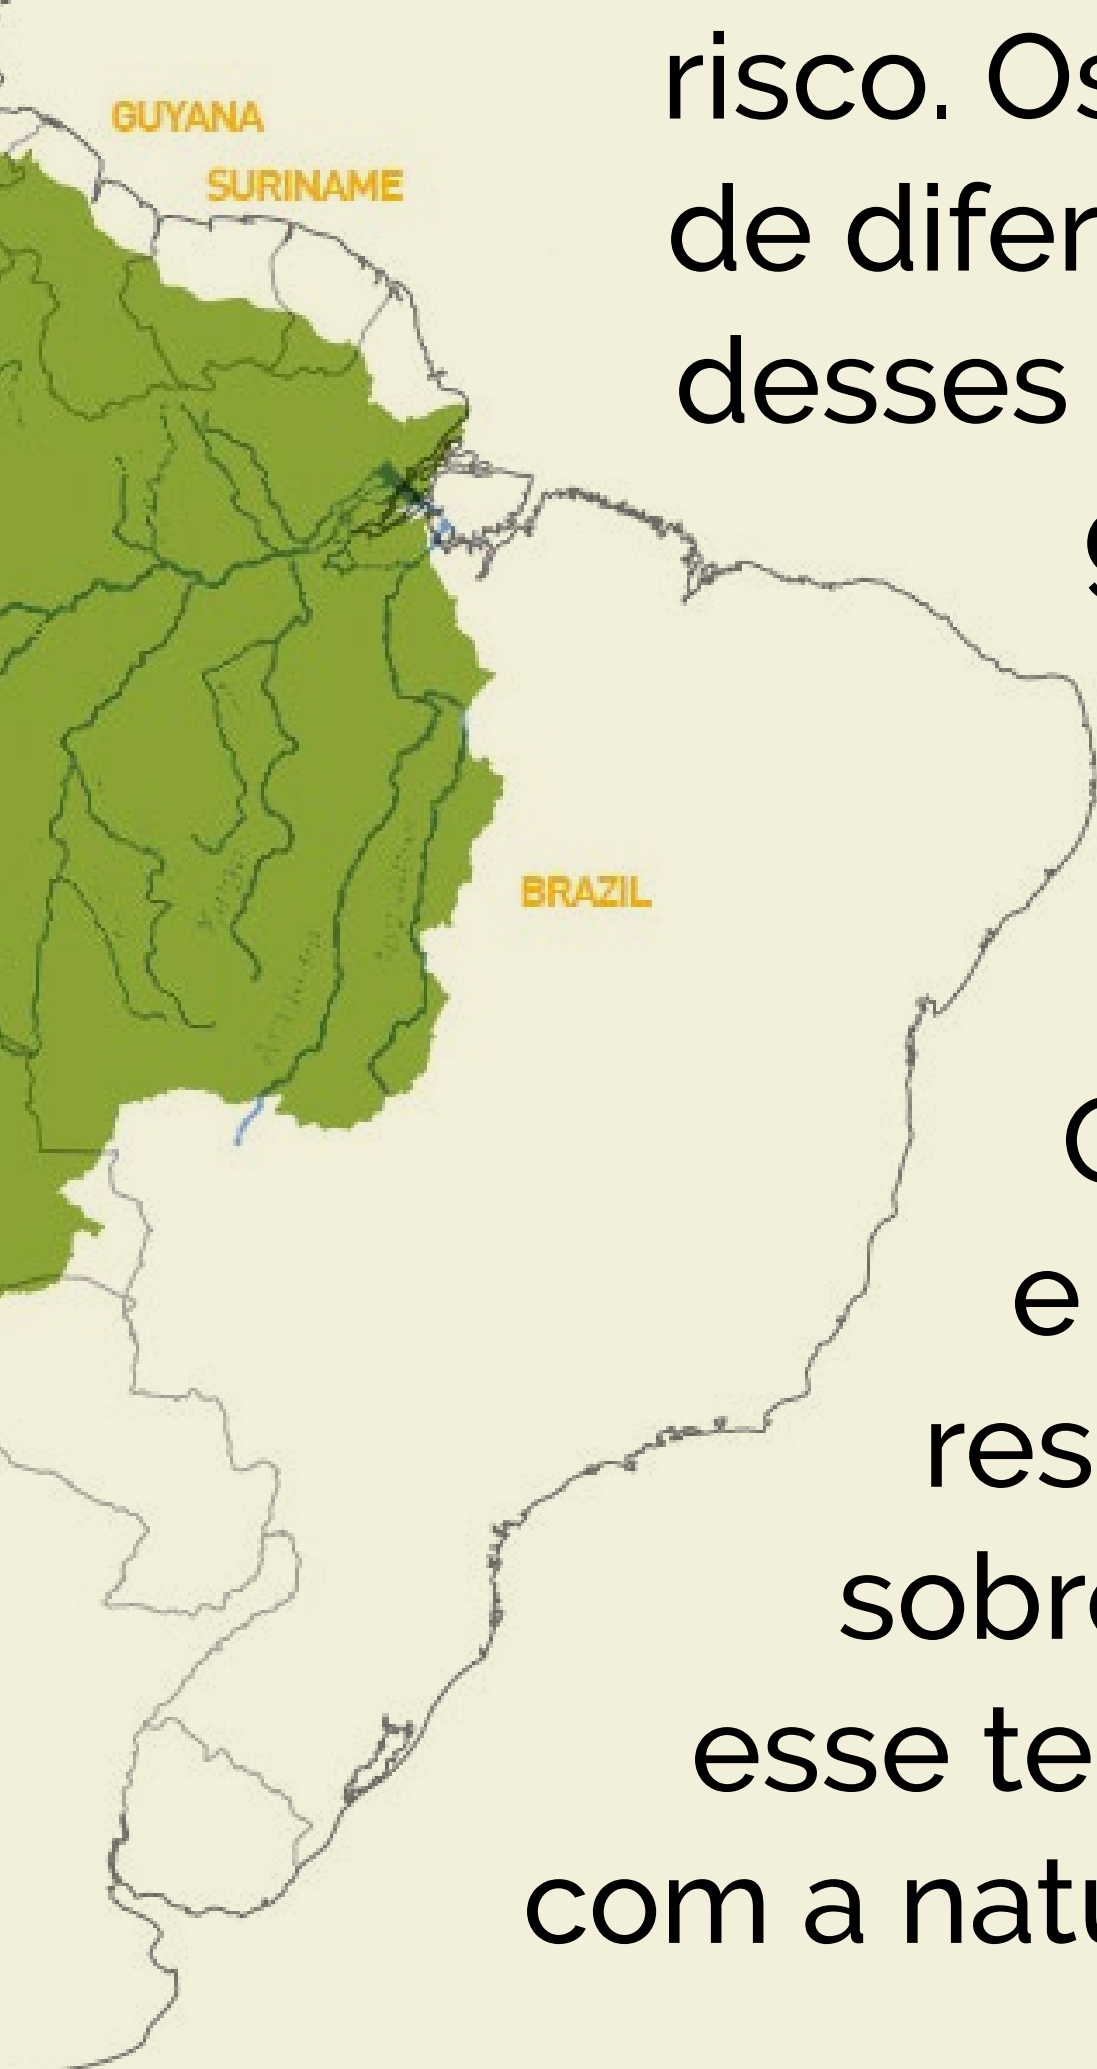 risco. Os
GUYANA
SURINAME
de difer
desses
BRAZIL
e
res
sobre
esse te
com a natu